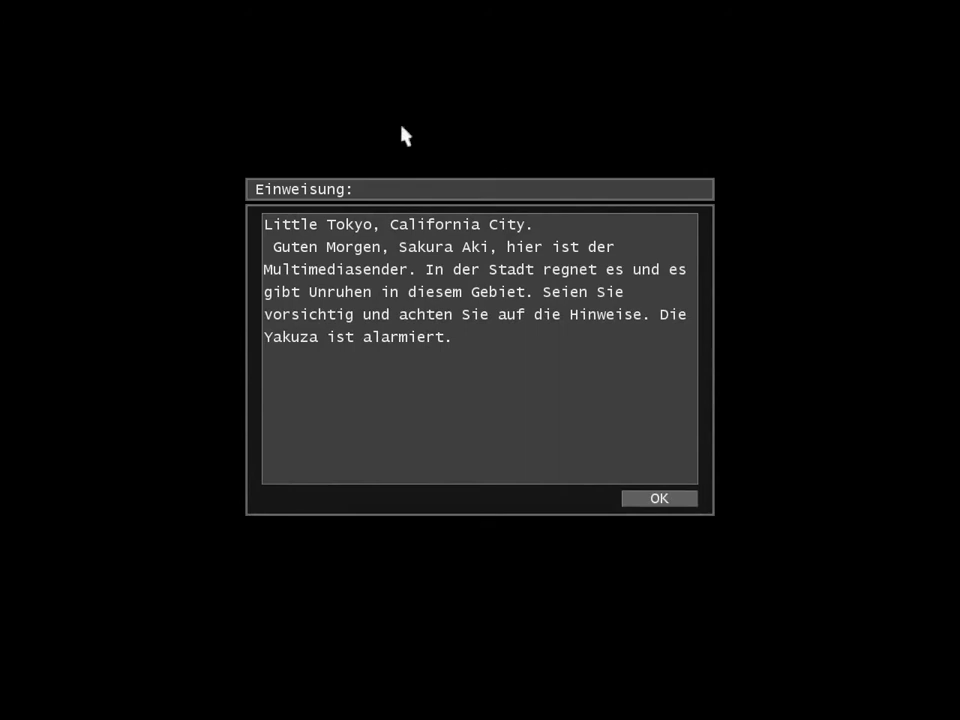 Einweisung:
Little Tokyo, California City.
Guten Morgen, Sakura Aki, hier ist der
Multimediasender. In der Stadt regnet es und es
gibt Unruhen in diesem Gebiet. Seien Sie
vorsichtig und achten Sie auf die Hinweise. Die
Yakuza ist alarmiert.
OK